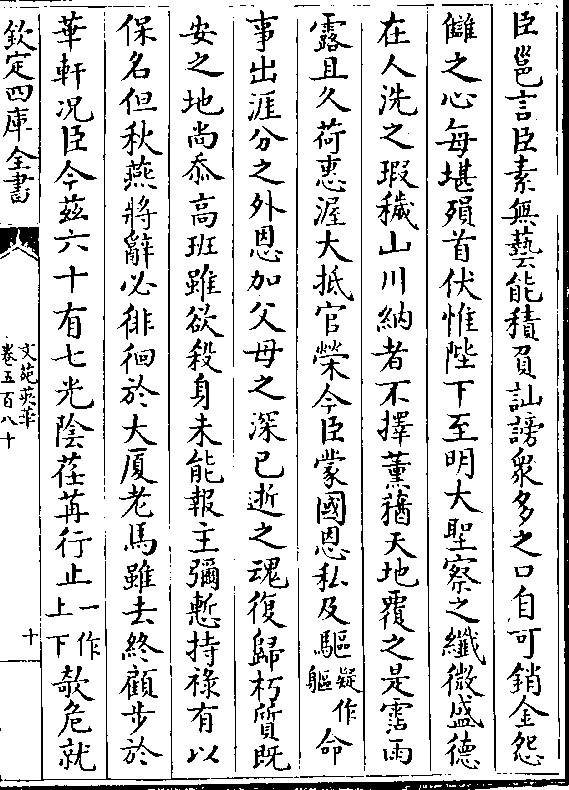 臣邕言臣素無藝能積負訕謗衆多之口自可銷金怨
讎之心每堪殞首伏惟陛下至明大聖察之纖微盛德
在人洗之瑕穢山川納者不擇薰蕕天地覆之是霑雨
露且久荷恵渥大抵官榮今臣蒙國恩私及驅疑作軀命
事出涯分之外恩加父母之深已逝之魂復歸朽質既
安之地尚忝高班雖欲殺身未能報主彌慙持禄有以
保名但秋燕將辭必徘徊於大厦老馬雖去終顧步於
華軒况臣今兹六十有七光陰荏苒行止一作上下欹危就
欽定四庫全書
文苑英華
卷五百八十
十